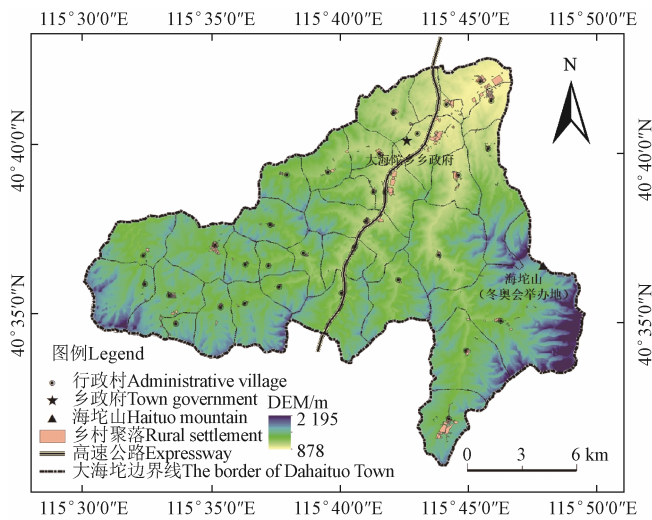 115°30′0″E 115°35′0″E 115°40′0″E 115°45′0″E 115°50′0″E
N
40°40′0″N
40°40′0″N
大海陀乡乡政府
海坨山
（冬奥会举办地）
40°35′0″N
40°35′0″N
图例Legend
行政村Administrative village
乡政府Town government
海坨山Haituo mountain
乡村聚落Rural settlement
高速公路Expressway
大海坨边界线The border of Dahaituo Town
DEM/m
2 195
878
0 3 6 km
115°30′0″E 115°35′0″E 115°40′0″E 115°45′0″E 115°50′0″E